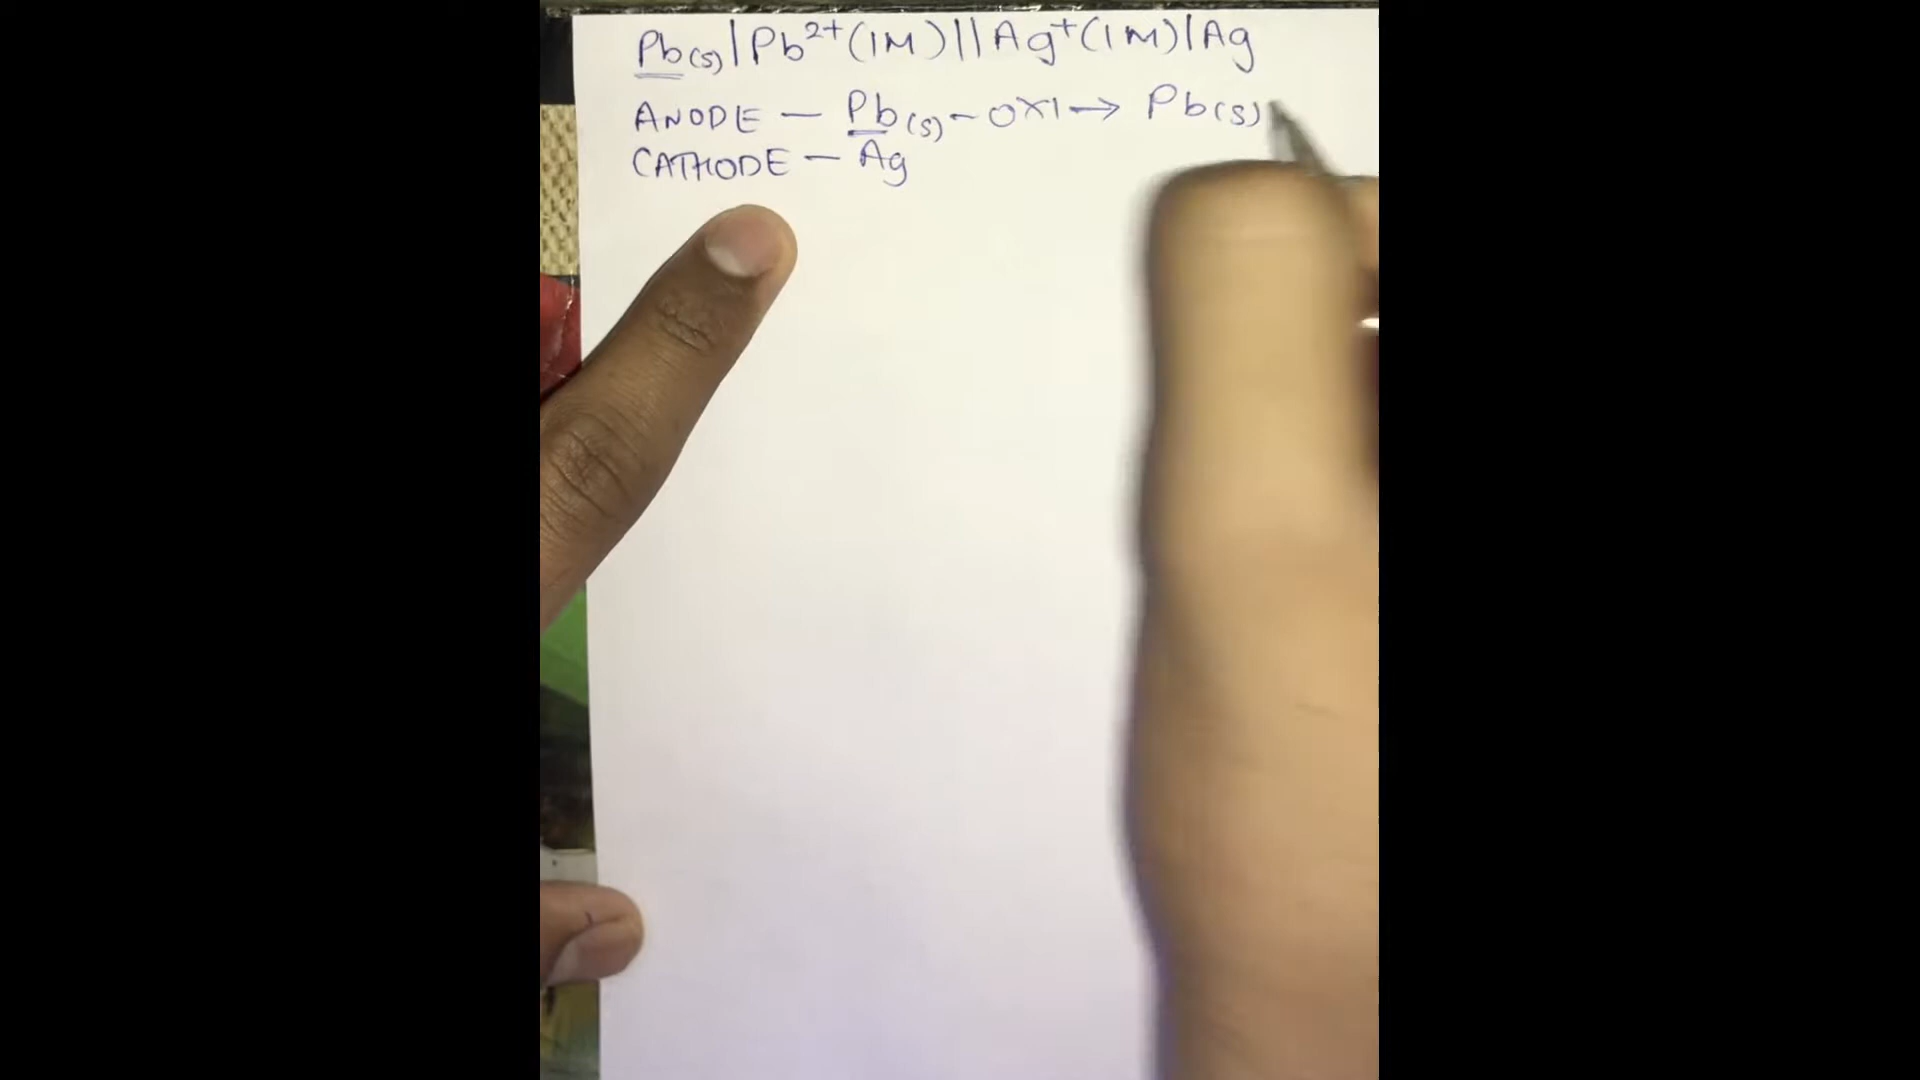 Pb(s)|Pb²⁺(1M)||Ag⁺(1M)|Ag
ANODE — Pb(s) - OXI → Pb(s)
CATHODE — Ag